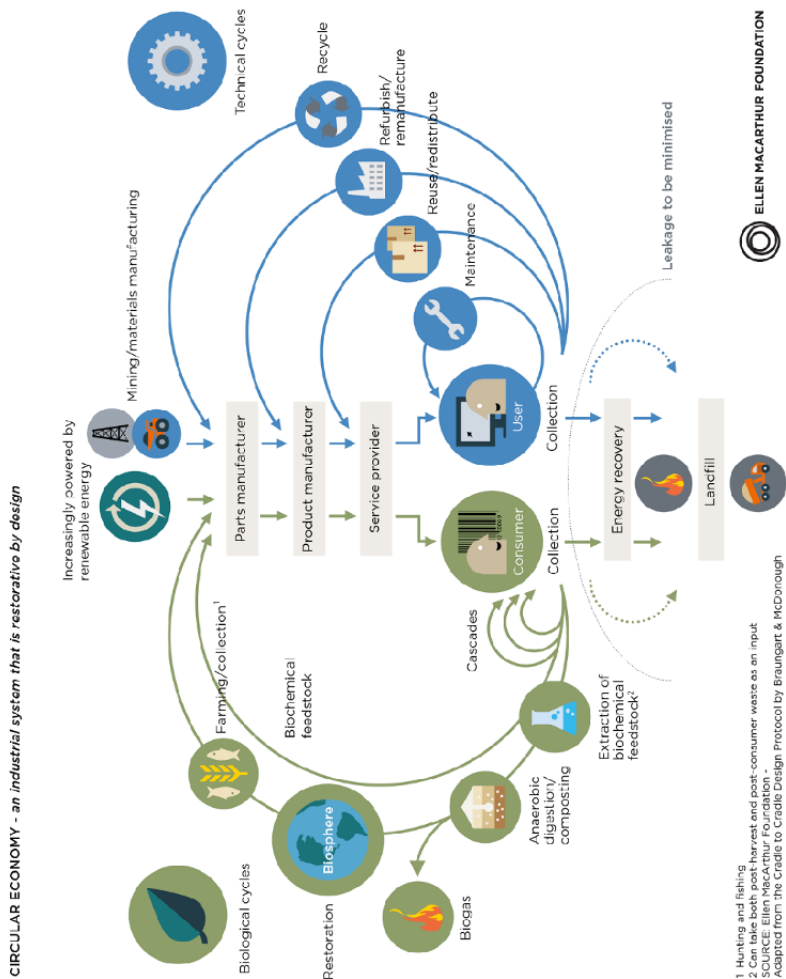 CIRCULAR ECONOMY - an industrial system that is restorative by design
Increasingly powered by
renewable energy
Mining/materials manufacturing
Technical cycles
Biological cycles
Farming/collection1
Parts manufacturer
Recycle
Biochemical
feedstock
Product manufacturer
Refurbish/
remanufacture
Restoration
Biosphere
Service provider
Reuse/redistribute
Maintenance
Biogas
Cascades
Consumer
User
Anaerobic
digestion/
composting
Collection
Collection
Extraction of
biochemical
feedstock2
Energy recovery
Leakage to be minimised
Landfill
1 Hunting and fishing
2 Can take both post-harvest and post-consumer waste as an input
SOURCE: Ellen MacArthur Foundation -
Adapted from the Cradle to Cradle Design Protocol by Braungart & McDonough
ELLEN MACARTHUR FOUNDATION